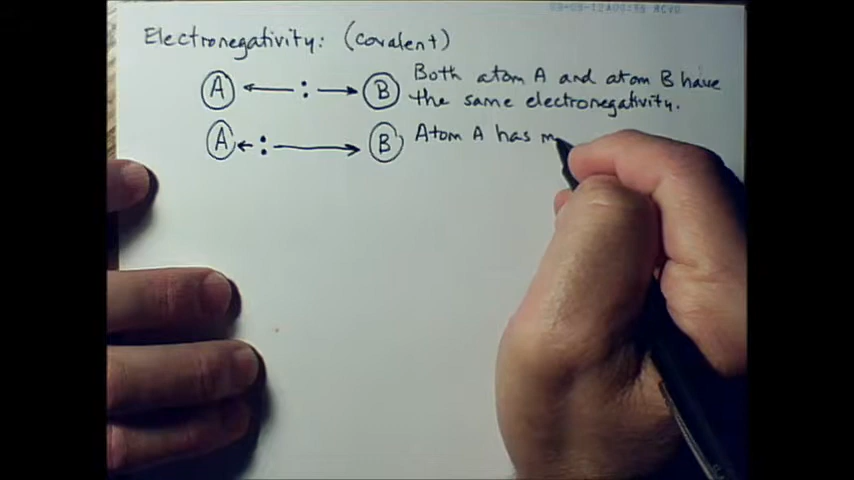 Electronegativity: (covalent)
A : B Both atom A and atom B have
the same electronegativity.
A : B Atom A has m